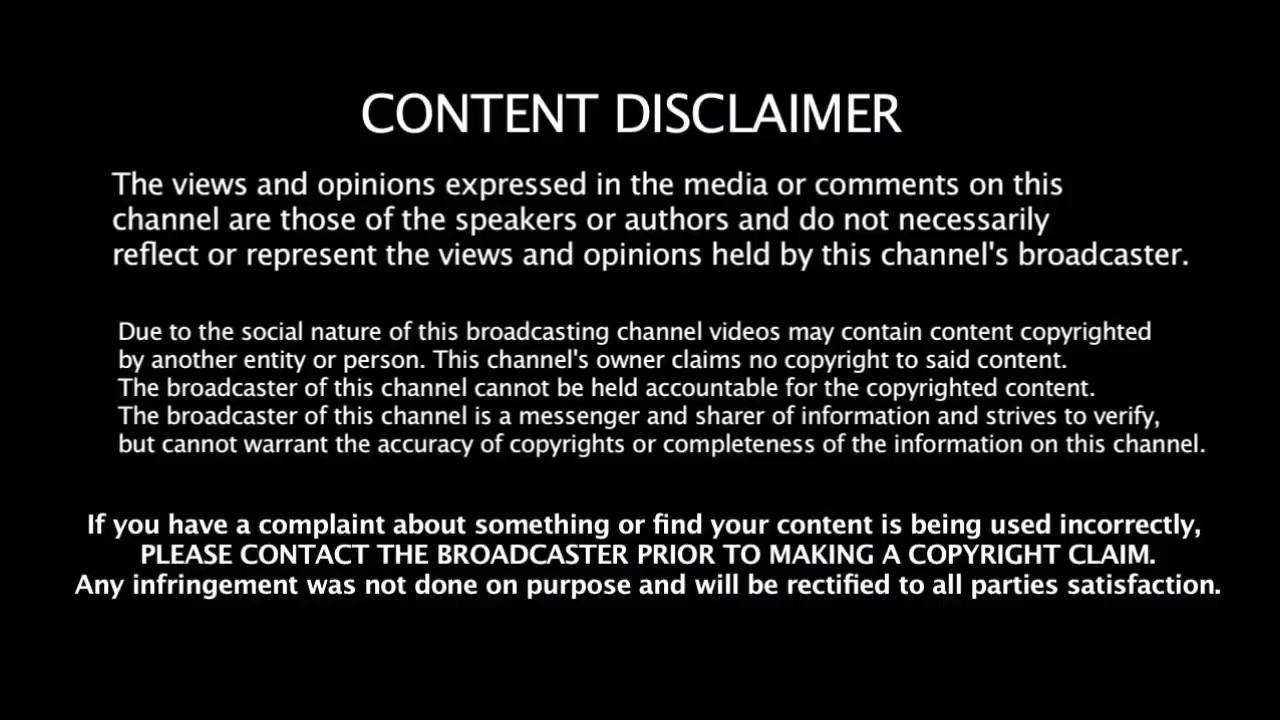 CONTENT DISCLAIMER
The views and opinions expressed in the media or comments on this
channel are those of the speakers or authors and do not necessarily
reflect or represent the views and opinions held by this channel's broadcaster.
Due to the social nature of this broadcasting channel videos may contain content copyrighted
by another entity or person. This channel's owner claims no copyright to said content.
The broadcaster of this channel cannot be held accountable for the copyrighted content.
The broadcaster of this channel is a messenger and sharer of information and strives to verify,
but cannot warrant the accuracy of copyrights or completeness of the information on this channel.
If you have a complaint about something or find your content is being used incorrectly,
PLEASE CONTACT THE BROADCASTER PRIOR TO MAKING A COPYRIGHT CLAIM.
Any infringement was not done on purpose and will be rectified to all parties satisfaction.